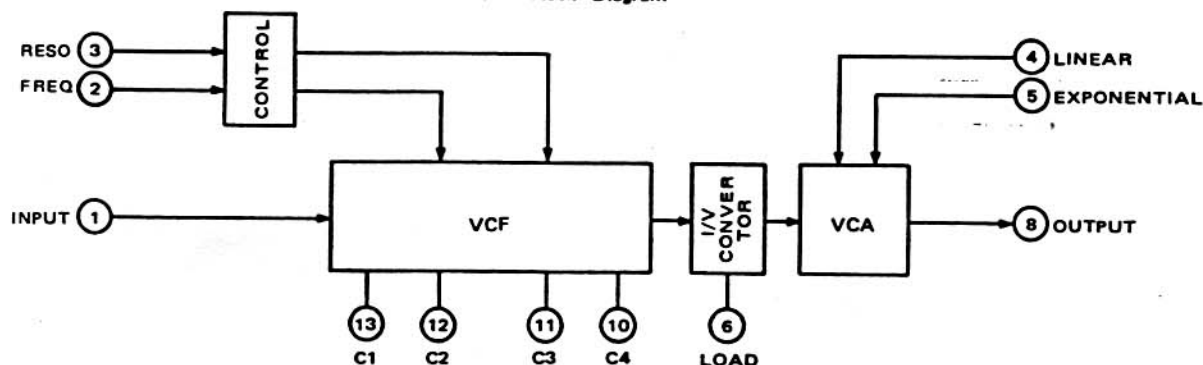 Diagram
RESO 3
FREQ 2
CONTROL
4 LINEAR
5 EXPONENTIAL
INPUT 1
VCF
I/V
CONVER
TOR
VCA
8 OUTPUT
13
12
11
10
6
C1
C2
C3
C4
LOAD